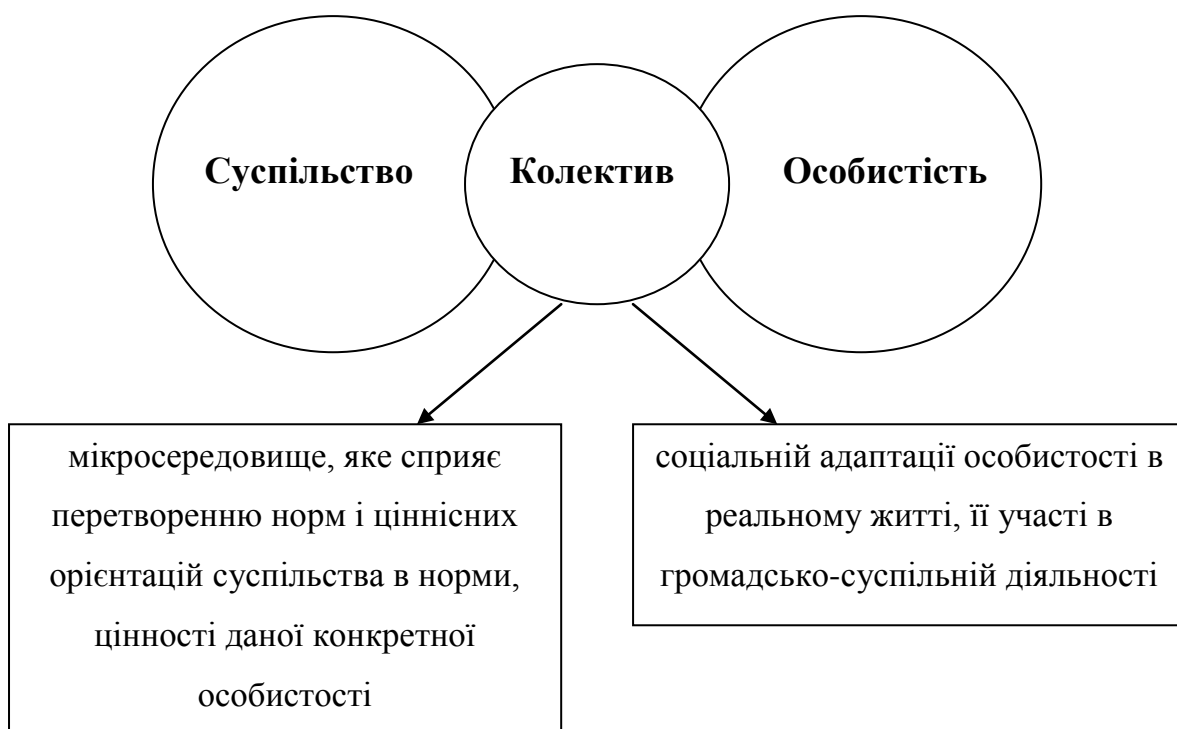 Суспільство
Колектив
Особистість
мікросередовище, яке сприяє
перетворенню норм і ціннісних
орієнтацій суспільства в норми,
цінності даної конкретної
особистості
соціальній адаптації особистості в
реальному житті, її участі в
громадсько-суспільній діяльності